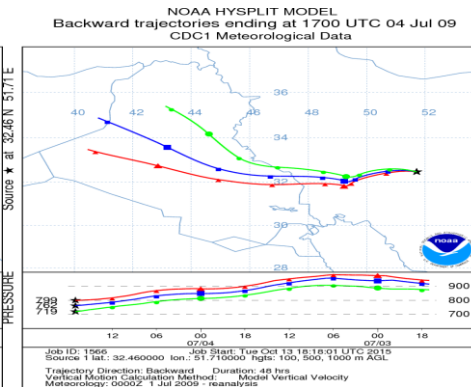 NOAA HYSPLIT MODEL
Backward trajectories ending at 1700 UTC 04 Jul 09
CDC1 Meteorological Data
Source ★ at 32.46 N 51.71 E
40 42 44 46 48 50 52
36
34
32
30
28
noaa
PRESSURE
799
762
719
900
800
700
12 06 00 18 12 06 00 18
07/04 07/03
Job ID: 1566 Job Start: Tue Oct 13 18:18:01 UTC 2015
Source 1 lat.: 32.460000 lon.: 51.710000 hgts: 100, 500, 1000 m AGL
Trajectory Direction: Backward Duration: 48 hrs
Vertical Motion Calculation Method: Model Vertical Velocity
Meteorology: 0000Z 1 Jul 2009 - reanalysis